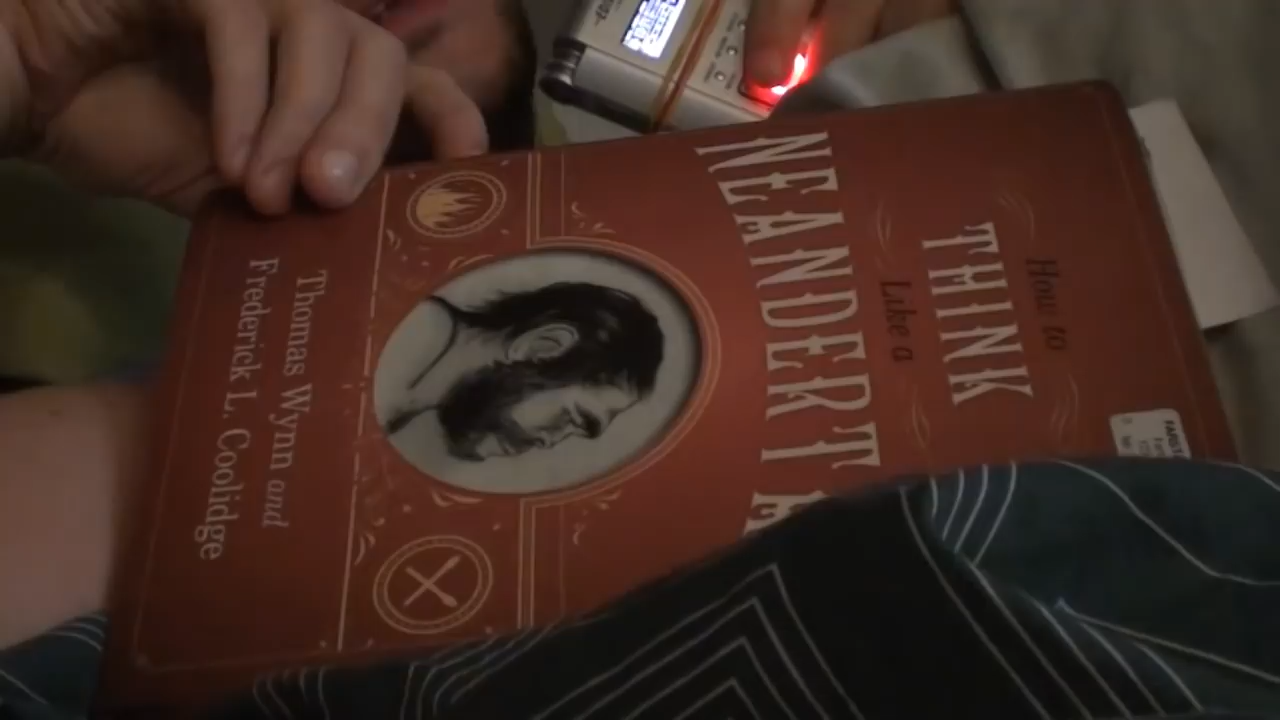 How to
THINK
Like a
NEANDERT
Thomas Wynn and
Frederick L. Coolidge